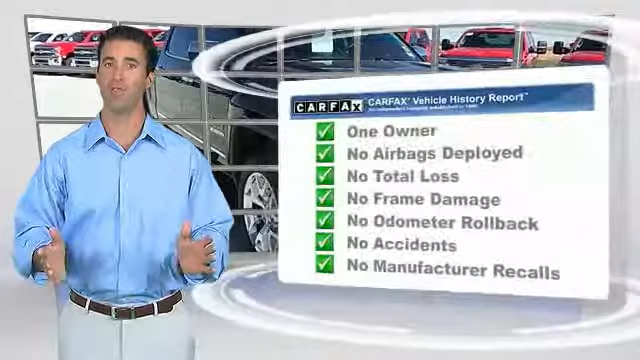 CARFAX CARFAX Vehicle History Report™
One Owner
No Airbags Deployed
No Total Loss
No Frame Damage
No Odometer Rollback
No Accidents
No Manufacturer Recalls